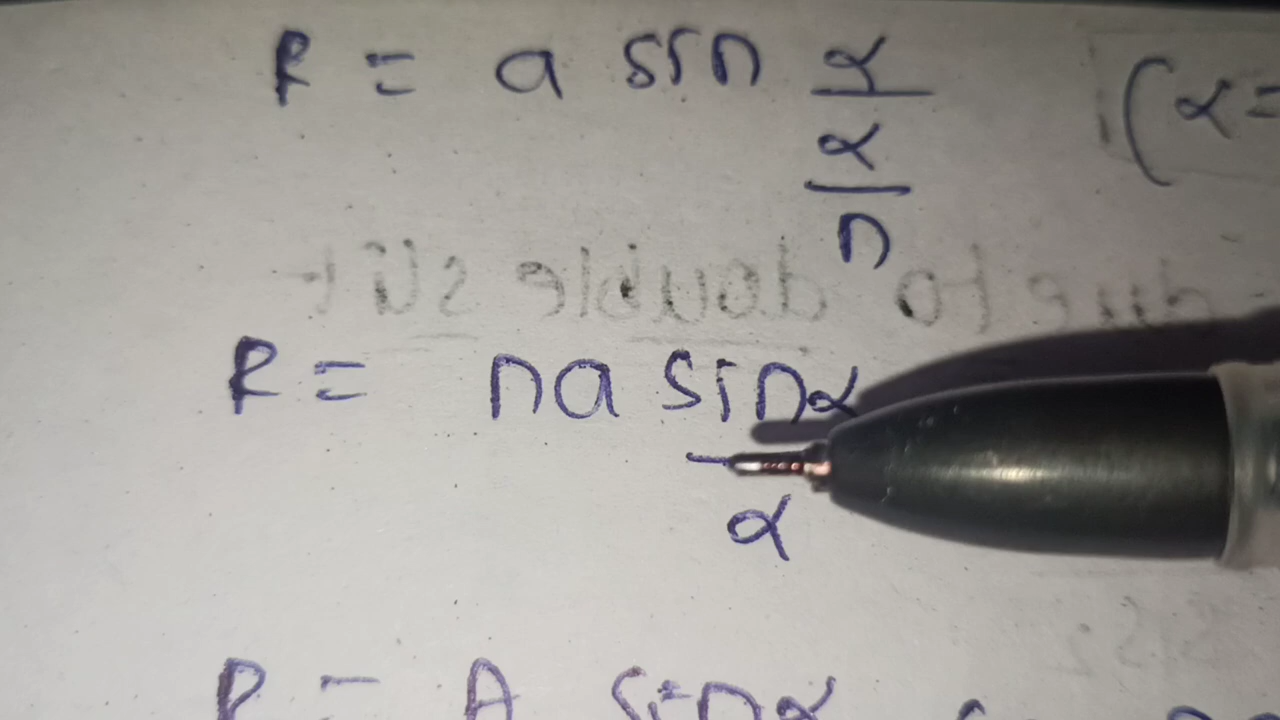 R = a sin α / α / n (α =
R = na sinα / α
R = A sinα